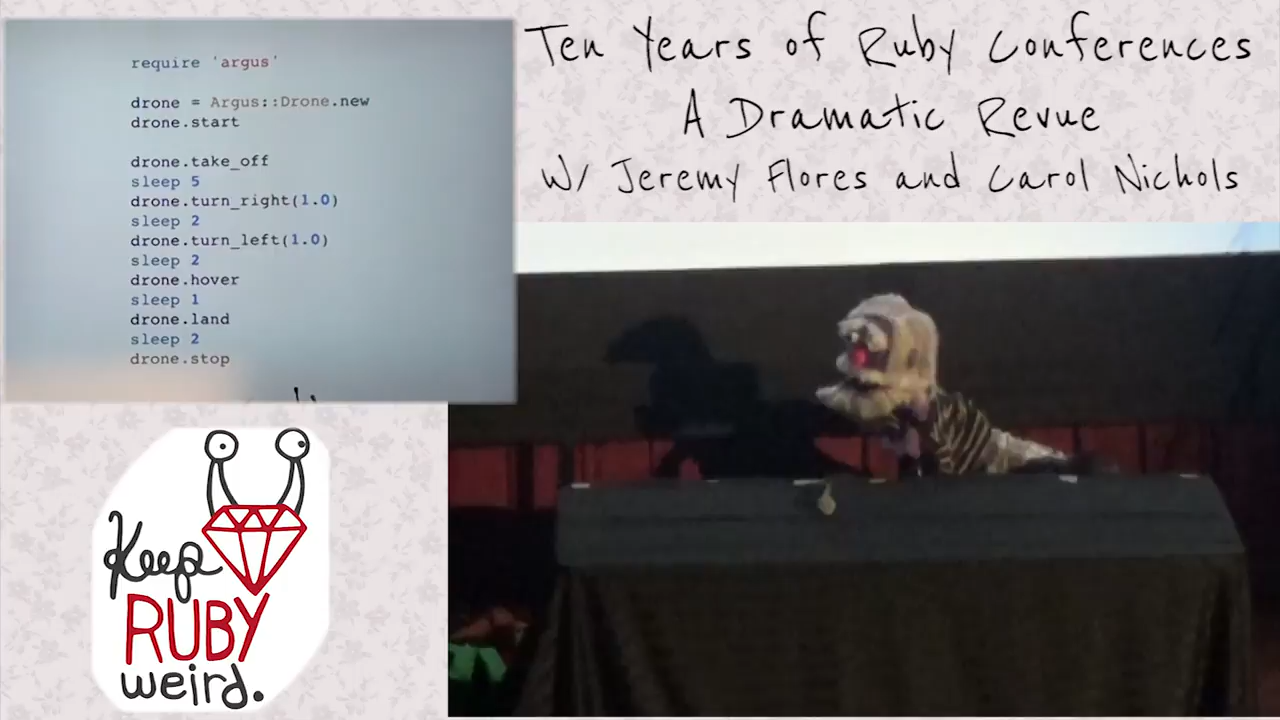 require 'argus'
drone = Argus::Drone.new
drone.start
drone.take_off
sleep 5
drone.turn_right(1.0)
sleep 2
drone.turn_left(1.0)
sleep 2
drone.hover
sleep 1
drone.land
sleep 2
drone.stop
Ten Years of Ruby Conferences
A Dramatic Revue
w/ Jeremy Flores and Carol Nichols
Keep
RUBY
weird.